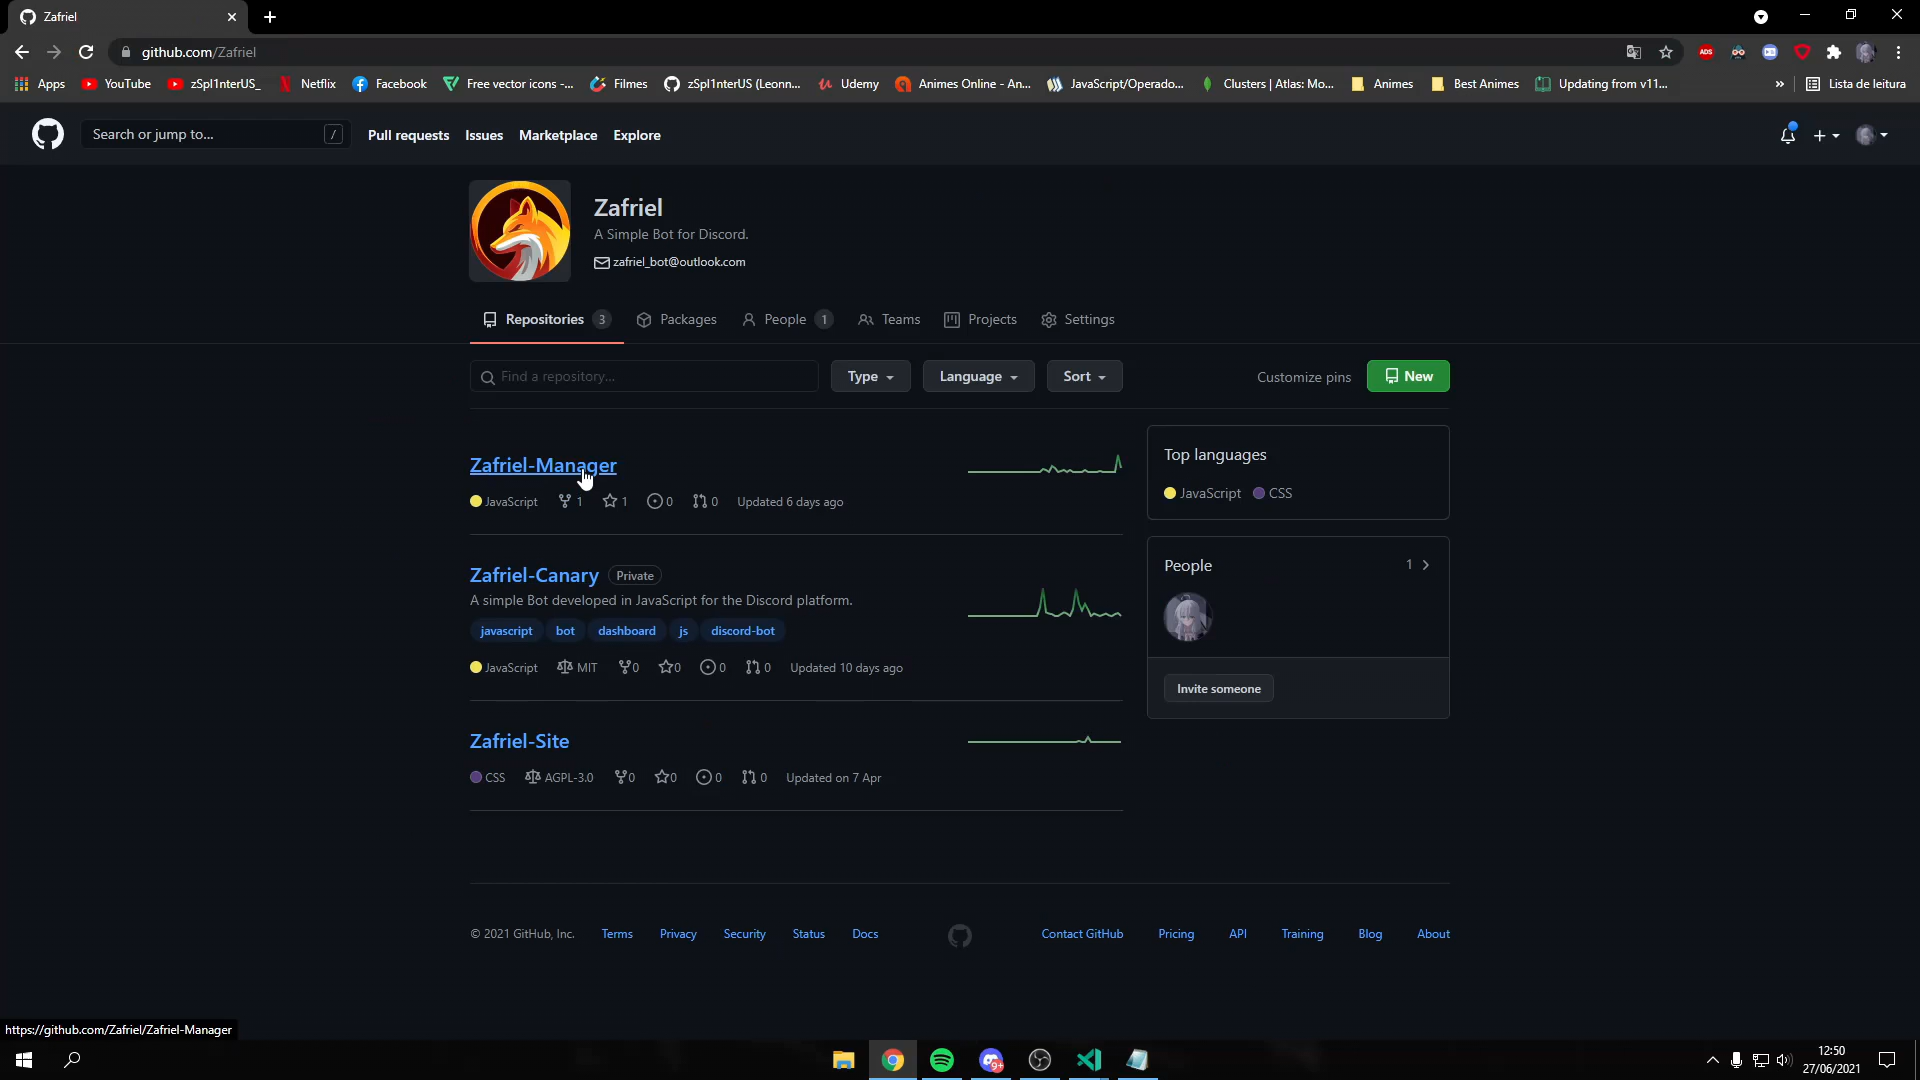 Zafriel
github.com/Zafriel
ADS
Apps YouTube zSpl1nterUS_ Netflix Facebook Free vector icons -... Filmes zSpl1nterUS (Leonn... Udemy Animes Online - An... JavaScript/Operado... Clusters | Atlas: Mo... Animes Best Animes Updating from v11... » Lista de leitura
Search or jump to... / Pull requests Issues Marketplace Explore
Zafriel
A Simple Bot for Discord.
zafriel_bot@outlook.com
Repositories 3 Packages People 1 Teams Projects Settings
Find a repository... Type Language Sort Customize pins New
Zafriel-Manager
JavaScript 1 1 0 0 Updated 6 days ago
Top languages
JavaScript CSS
Zafriel-Canary Private
A simple Bot developed in JavaScript for the Discord platform.
javascript bot dashboard js discord-bot
JavaScript MIT 0 0 0 0 Updated 10 days ago
People 1
Invite someone
Zafriel-Site
CSS AGPL-3.0 0 0 0 0 Updated on 7 Apr
© 2021 GitHub, Inc. Terms Privacy Security Status Docs Contact GitHub Pricing API Training Blog About
https://github.com/Zafriel/Zafriel-Manager
9+
12:50
27/06/2021